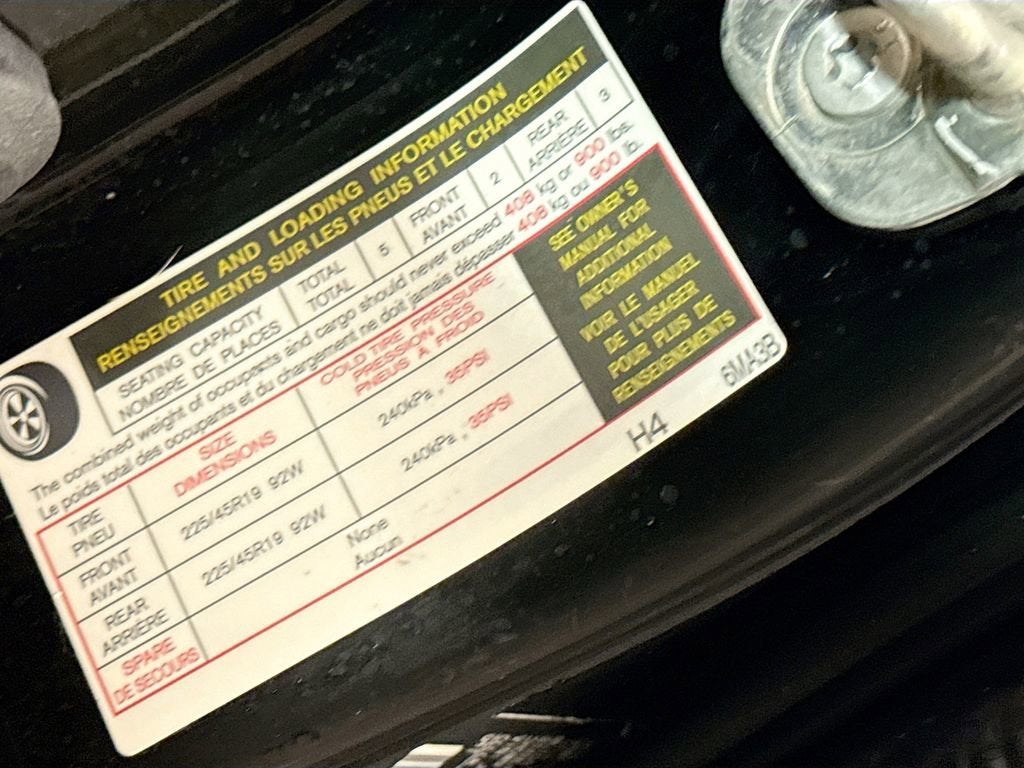 TIRE AND LOADING INFORMATION
RENSEIGNEMENTS SUR LES PNEUS ET LE CHARGEMENT
SEATING CAPACITY TOTAL 5 FRONT 2 REAR 3
NOMBRE DE PLACES TOTAL AVANT ARRIÈRE
The combined weight of occupants and cargo should never exceed 408 kg or 900 lbs.
Le poids total des occupants et du chargement ne doit jamais dépasser 408 kg ou 900 lb.
TIRE SIZE COLD TIRE PRESSURE
PNEU DIMENSIONS PRESSION DES
PNEUS A FROID
FRONT 225/45R19 92W 240kPa , 35PSI
AVANT
REAR 225/45R19 92W 240kPa , 35PSI
ARRIÈRE
SPARE None
DE SECOURS Aucun
SEE OWNER'S
MANUAL FOR
ADDITIONAL
INFORMATION
VOIR LE MANUEL
DE L'USAGER
POUR PLUS DE
RENSEIGNEMENTS
H4 6MA3B